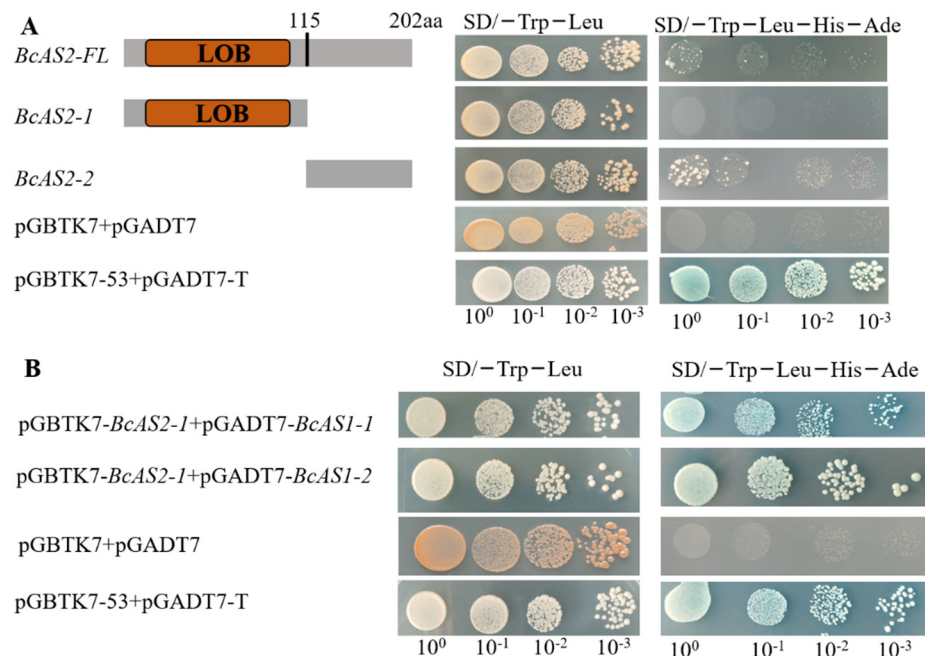 A
115 202aa
BcAS2-FL LOB
BcAS2-1 LOB
BcAS2-2
pGBTK7+pGADT7
pGBTK7-53+pGADT7-T
SD/−Trp−Leu
10⁰ 10⁻¹ 10⁻² 10⁻³
SD/−Trp−Leu−His−Ade
10⁰ 10⁻¹ 10⁻² 10⁻³
B
SD/−Trp−Leu SD/−Trp−Leu−His−Ade
pGBTK7-BcAS2-1+pGADT7-BcAS1-1
pGBTK7-BcAS2-1+pGADT7-BcAS1-2
pGBTK7+pGADT7
pGBTK7-53+pGADT7-T
10⁰ 10⁻¹ 10⁻² 10⁻³ 10⁰ 10⁻¹ 10⁻² 10⁻³